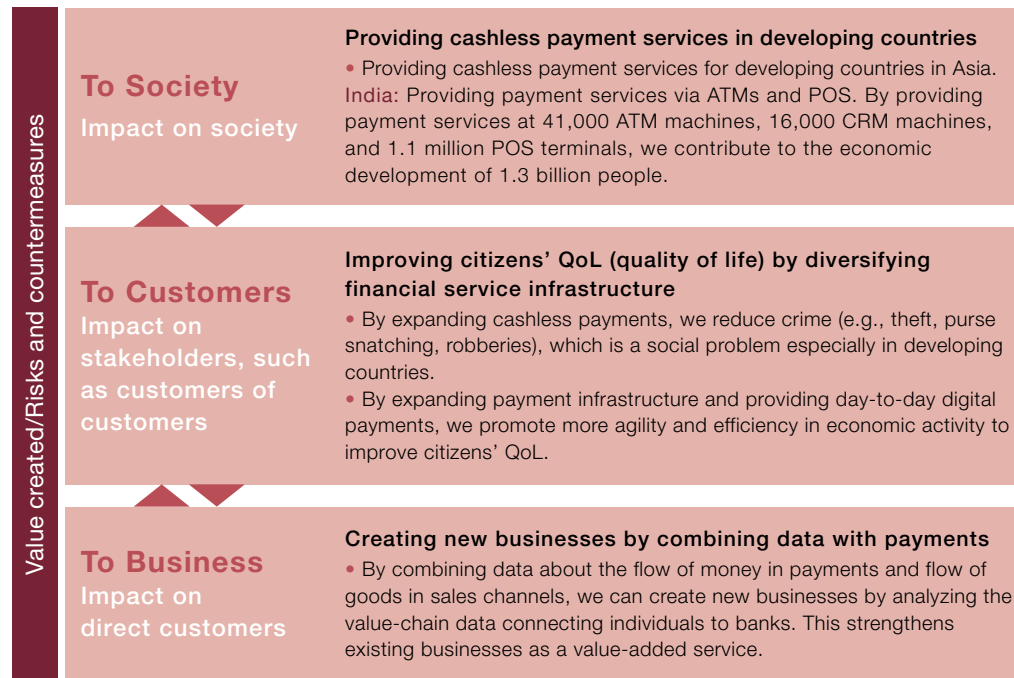 Value created/Risks and countermeasures
To Society
Impact on society
Providing cashless payment services in developing countries
• Providing cashless payment services for developing countries in Asia.
India: Providing payment services via ATMs and POS. By providing
payment services at 41,000 ATM machines, 16,000 CRM machines,
and 1.1 million POS terminals, we contribute to the economic
development of 1.3 billion people.
To Customers
Impact on
stakeholders, such
as customers of
customers
Improving citizens’ QoL (quality of life) by diversifying
financial service infrastructure
• By expanding cashless payments, we reduce crime (e.g., theft, purse
snatching, robberies), which is a social problem especially in developing
countries.
• By expanding payment infrastructure and providing day-to-day digital
payments, we promote more agility and efficiency in economic activity to
improve citizens’ QoL.
To Business
Impact on
direct customers
Creating new businesses by combining data with payments
• By combining data about the flow of money in payments and flow of
goods in sales channels, we can create new businesses by analyzing the
value-chain data connecting individuals to banks. This strengthens
existing businesses as a value-added service.